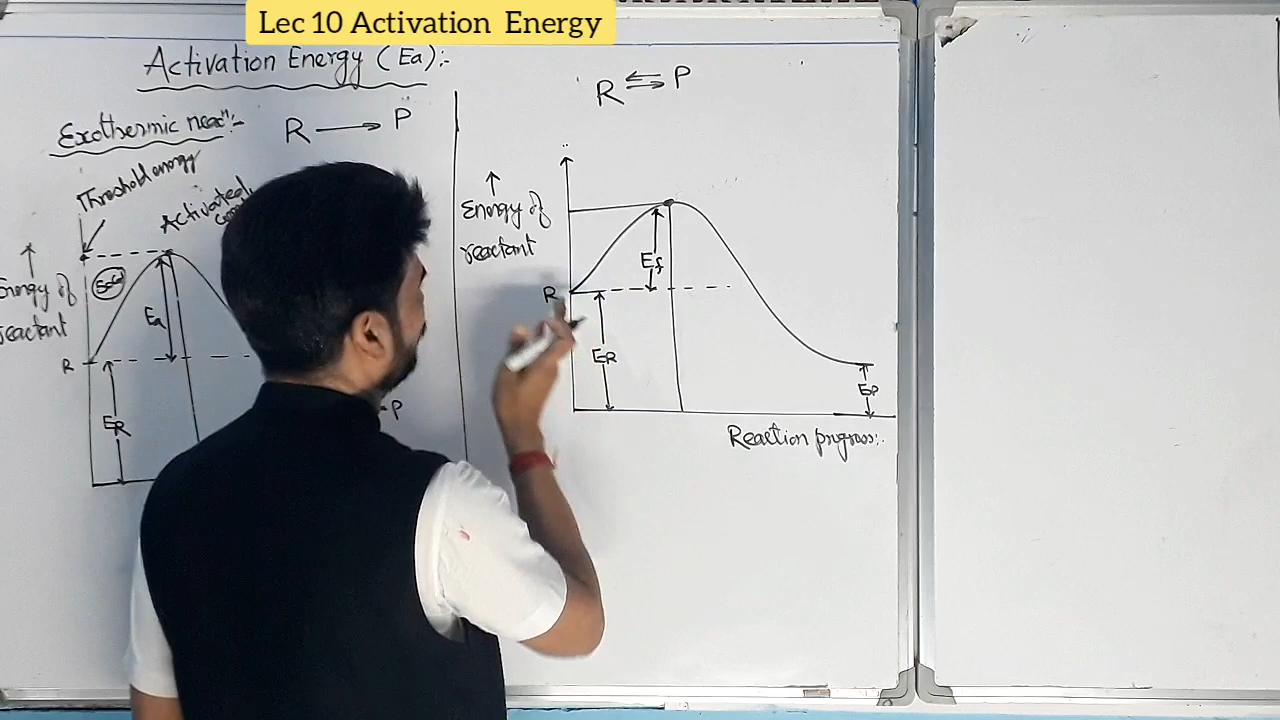 Lec 10 Activation Energy
Activation Energy (Ea):-
Exothermic reacⁿ:-
R → P
Threshold energy
Activated
↑
Energy of
reactant
Ea
R
ER
P
R ⇌ P
↑
Energy of
reactant
Ef
R
ER
EP
Reaction progress:.